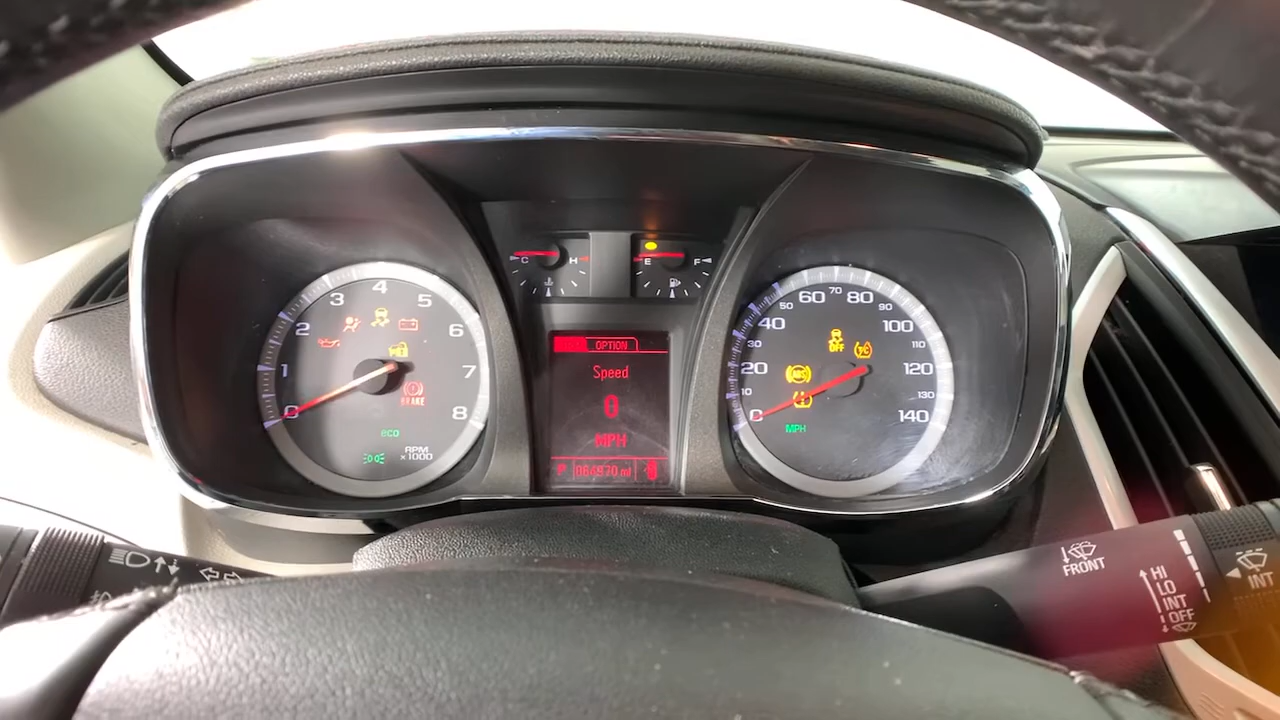 C H
E F
0 1 2 3 4 5 6 7 8
BRAKE
eco
RPM
x1000
OPTION
Speed
0
MPH
P
mi
0 10 20 30 40 50 60 70 80 90 100 110 120 130 140
OFF
ABS
MPH
FRONT
HI
LO
INT
OFF
INT